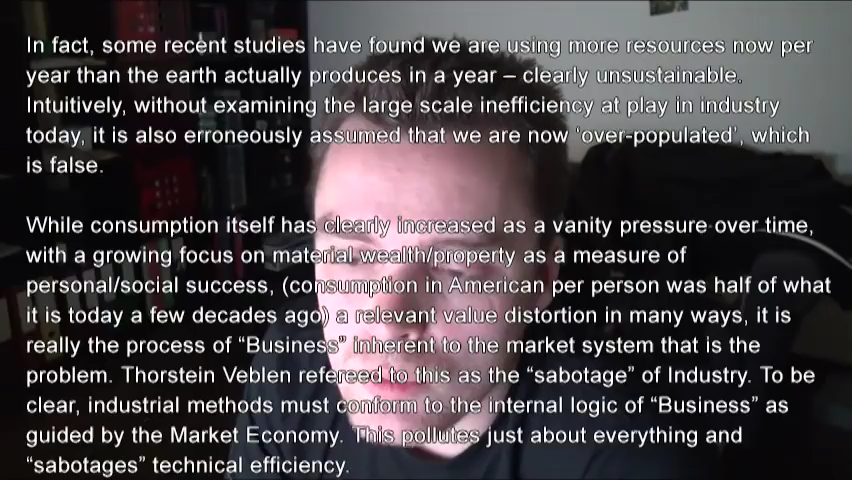 In fact, some recent studies have found we are using more resources now per
year than the earth actually produces in a year – clearly unsustainable.
Intuitively, without examining the large scale inefficiency at play in industry
today, it is also erroneously assumed that we are now ‘over-populated’, which
is false.
While consumption itself has clearly increased as a vanity pressure over time,
with a growing focus on material wealth/property as a measure of
personal/social success, (consumption in American per person was half of what
it is today a few decades ago) a relevant value distortion in many ways, it is
really the process of “Business” inherent to the market system that is the
problem. Thorstein Veblen refereed to this as the “sabotage” of Industry. To be
clear, industrial methods must conform to the internal logic of “Business” as
guided by the Market Economy. This pollutes just about everything and
“sabotages” technical efficiency.